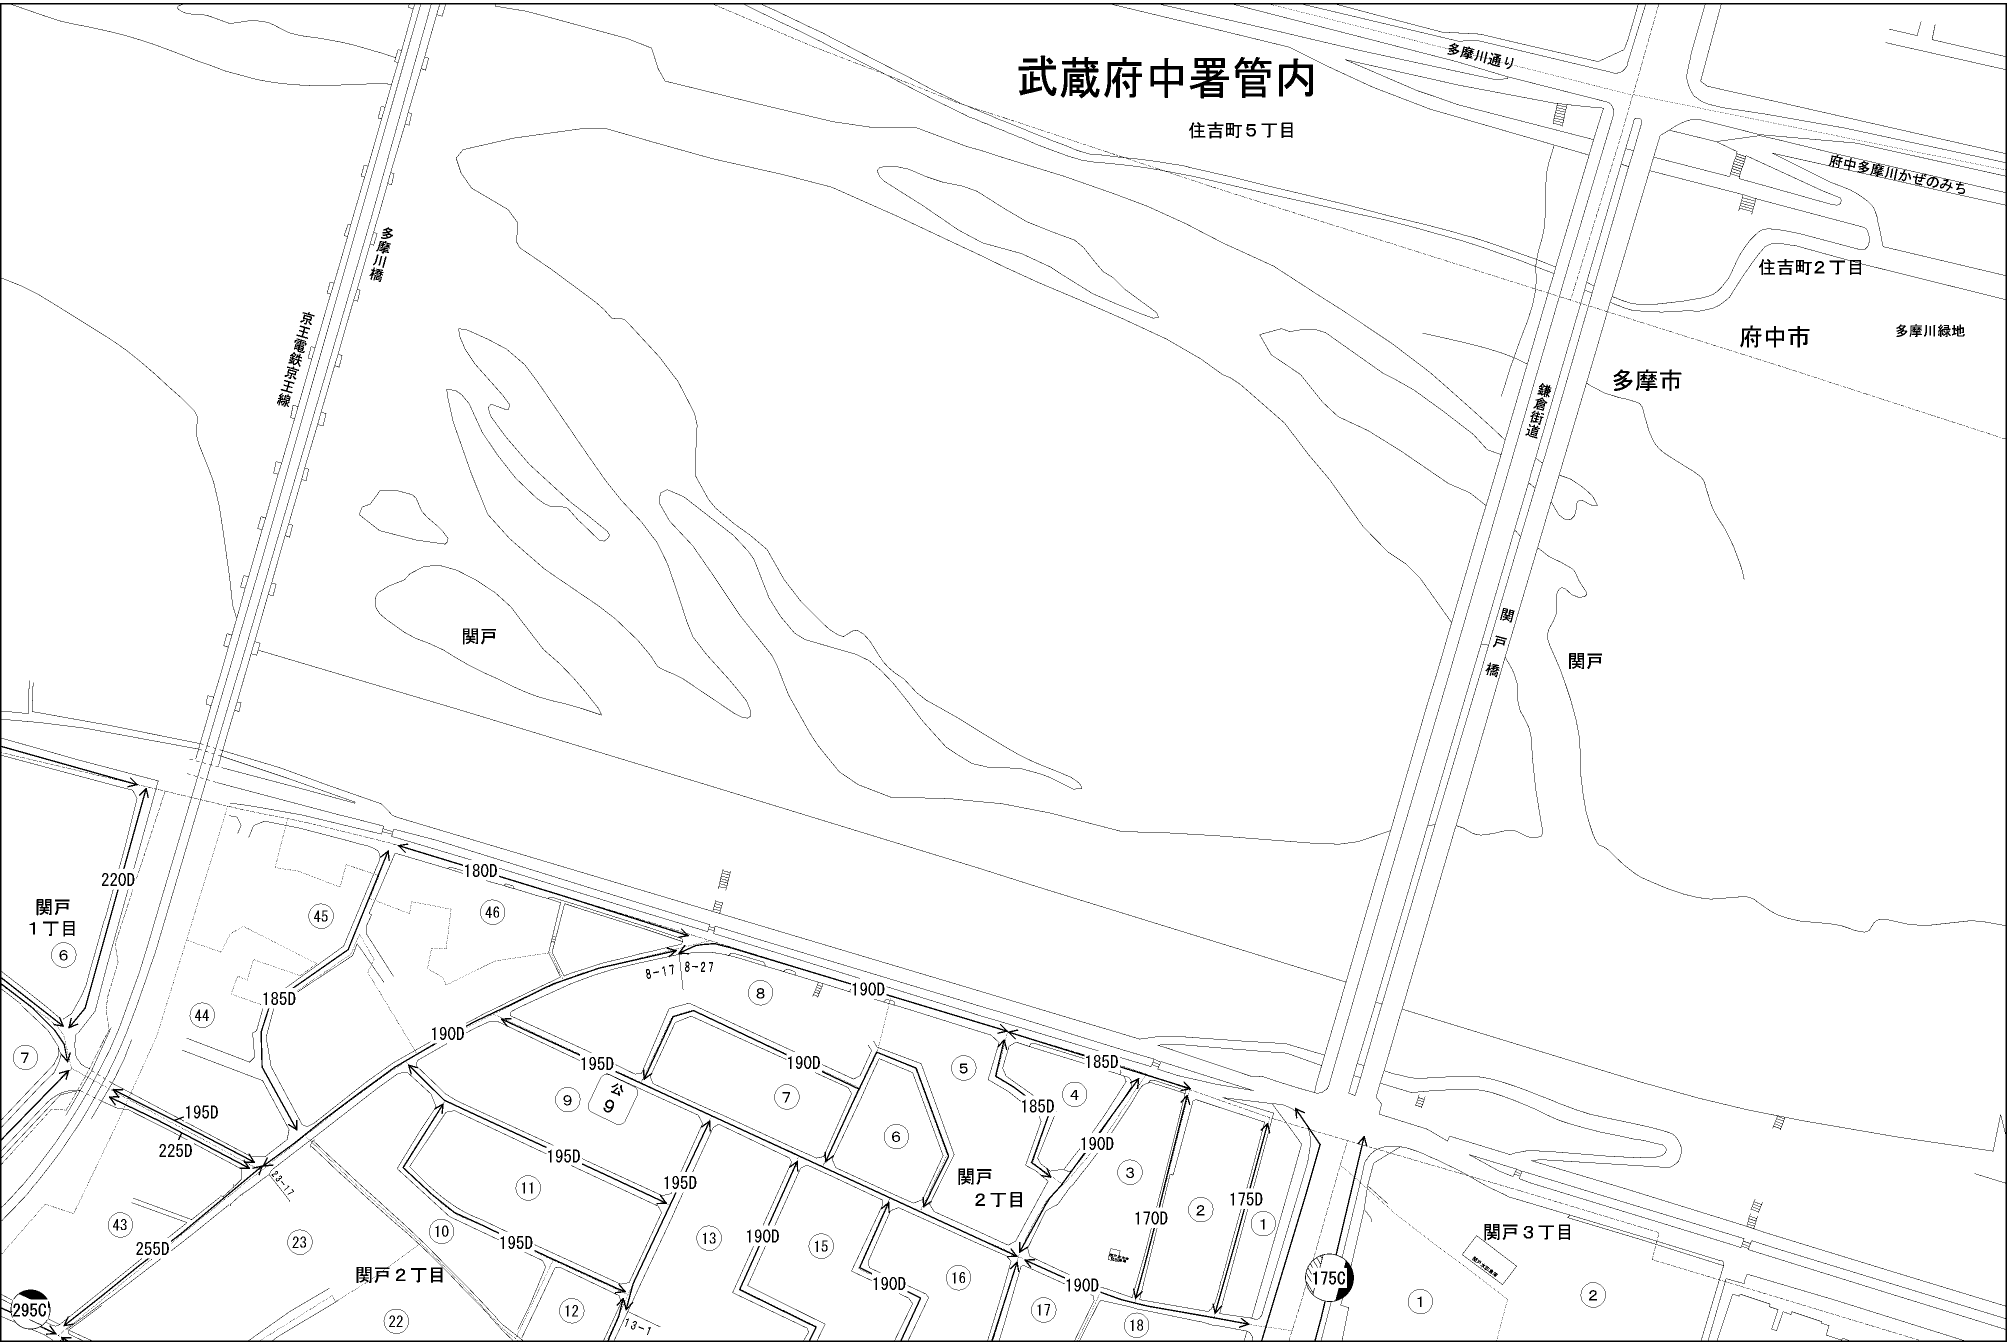 武蔵府中署管内
多摩川通り
住吉町５丁目
府中多摩川かぜのみち
住吉町２丁目
府中市
多摩川緑地
多摩市
多摩川橋
京王電鉄京王線
鎌倉街道
関戸橋
関戸
関戸
220D
180D
関戸
１丁目
6
45
46
8-17
8-27
8
190D
185D
44
190D
7
195D
190D
5
185D
9
公
9
7
4
185D
195D
225D
6
190D
195D
11
195D
3
関戸
２丁目
23-17
43
255D
23
10
195D
13
190D
15
170D
2
175D
1
関戸３丁目
関戸２丁目
16
190D
190D
175C
295C
22
12
13-1
17
18
1
2